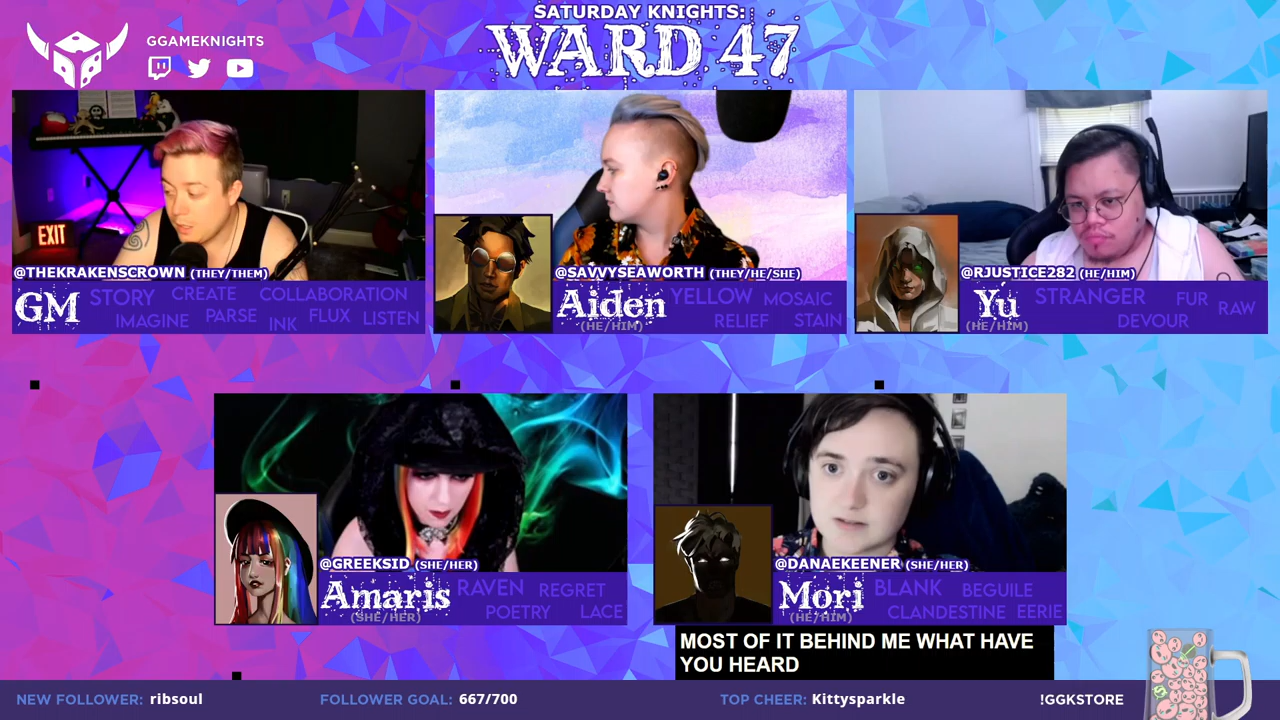 SATURDAY KNIGHTS:
WARD 47
GGAMEKNIGHTS
EXIT
@THEKRAKENSCROWN (THEY/THEM)
GM STORY CREATE COLLABORATION
IMAGINE PARSE INK FLUX LISTEN
@SAVVYSEAWORTH (THEY/HE/SHE)
Aiden YELLOW MOSAIC
(HE/HIM) RELIEF STAIN
@RJUSTICE282 (HE/HIM)
Yu STRANGER FUR RAW
(HE/HIM) DEVOUR
@GREEKSID (SHE/HER)
Amaris RAVEN REGRET
(SHE/HER) POETRY LACE
@DANAEKEENER (SHE/HER)
Mori BLANK BEGUILE
(HE/HIM) CLANDESTINE EERIE
MOST OF IT BEHIND ME WHAT HAVE
YOU HEARD
NEW FOLLOWER: ribsoul FOLLOWER GOAL: 667/700 TOP CHEER: Kittysparkle !GGKSTORE